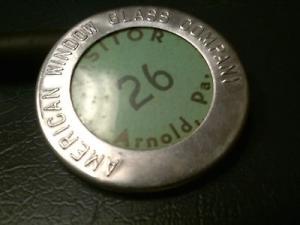 AMERICAN WINDOW GLASS COMPANY
SITOR
26
Arnold, Pa.